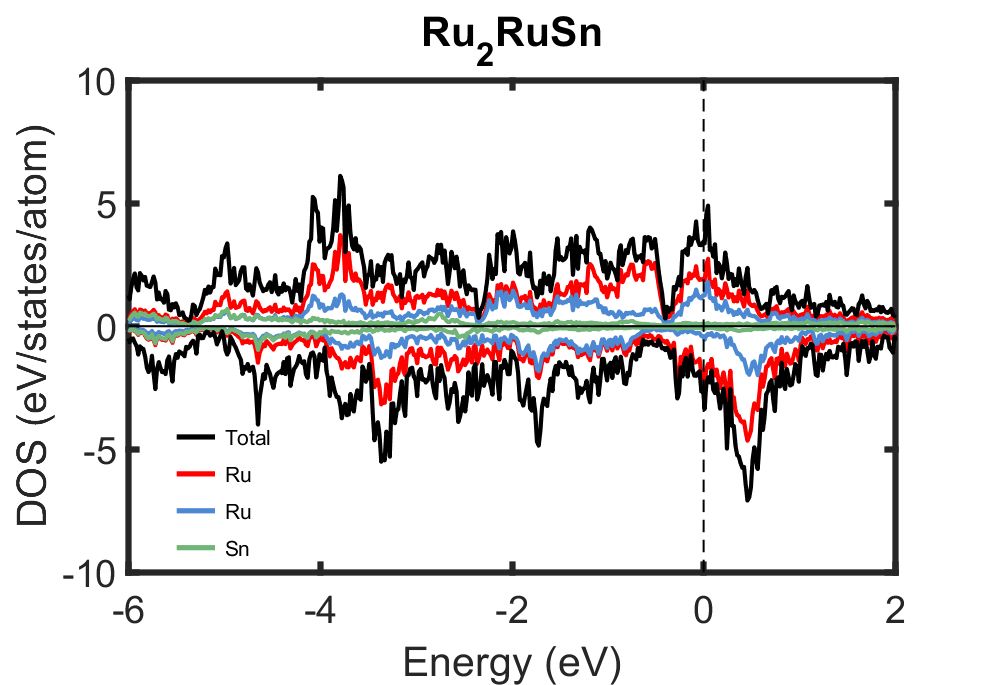 Ru2RuSn
DOS (eV/states/atom)
10
5
0
-5
-10
Total
Ru
Ru
Sn
-6
-4
-2
0
2
Energy (eV)